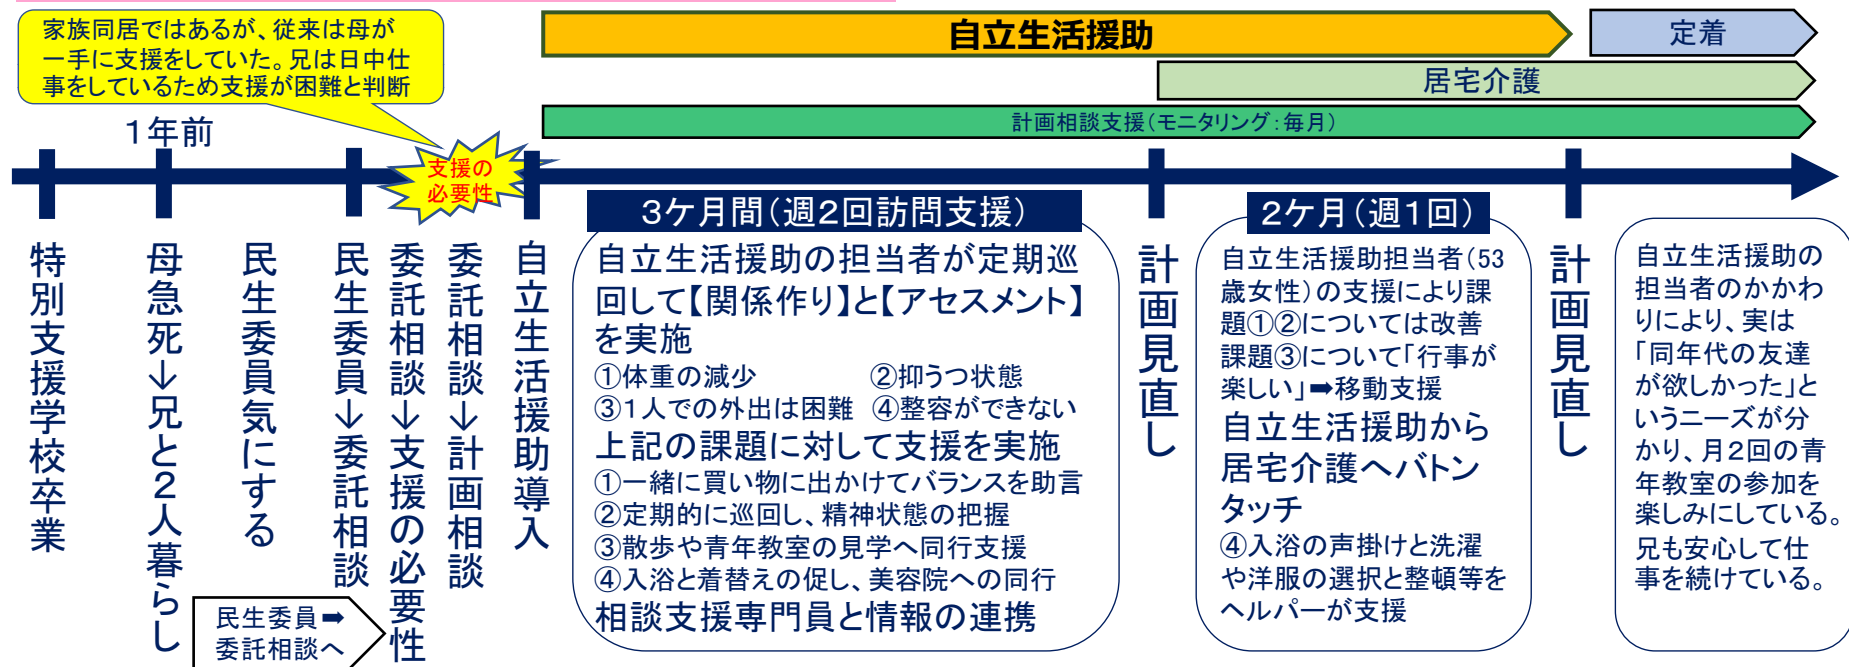 家族同居ではあるが、従来は母が
一手に支援をしていた。兄は日中仕
事をしているため支援が困難と判断
自立生活援助
定着
居宅介護
計画相談支援(モニタリング:毎月)
1年前
支援の
必要性
特別支援学校卒業
母急死↓兄と2人暮らし
民生委員気にする
民生委員↓委託相談
委託相談↓支援の必要性
委託相談↓計画相談
自立生活援助導入
民生委員➡
委託相談へ
3ケ月間(週2回訪問支援)
自立生活援助の担当者が定期巡
回して【関係作り】と【アセスメント】
を実施
①体重の減少 ②抑うつ状態
③1人での外出は困難 ④整容ができない
上記の課題に対して支援を実施
①一緒に買い物に出かけてバランスを助言
②定期的に巡回し、精神状態の把握
③散歩や青年教室の見学へ同行支援
④入浴と着替えの促し、美容院への同行
相談支援専門員と情報の連携
計画見直し
2ケ月(週1回)
自立生活援助担当者(53
歳女性)の支援により課
題①②については改善
課題③について「行事が
楽しい」➡移動支援
自立生活援助から
居宅介護へバトン
タッチ
④入浴の声掛けと洗濯
や洋服の選択と整頓等を
ヘルパーが支援
計画見直し
自立生活援助の
担当者のかかわ
りにより、実は
「同年代の友達
が欲しかった」と
いうニーズが分
かり、月2回の青
年教室の参加を
楽しみにしている。
兄も安心して仕
事を続けている。